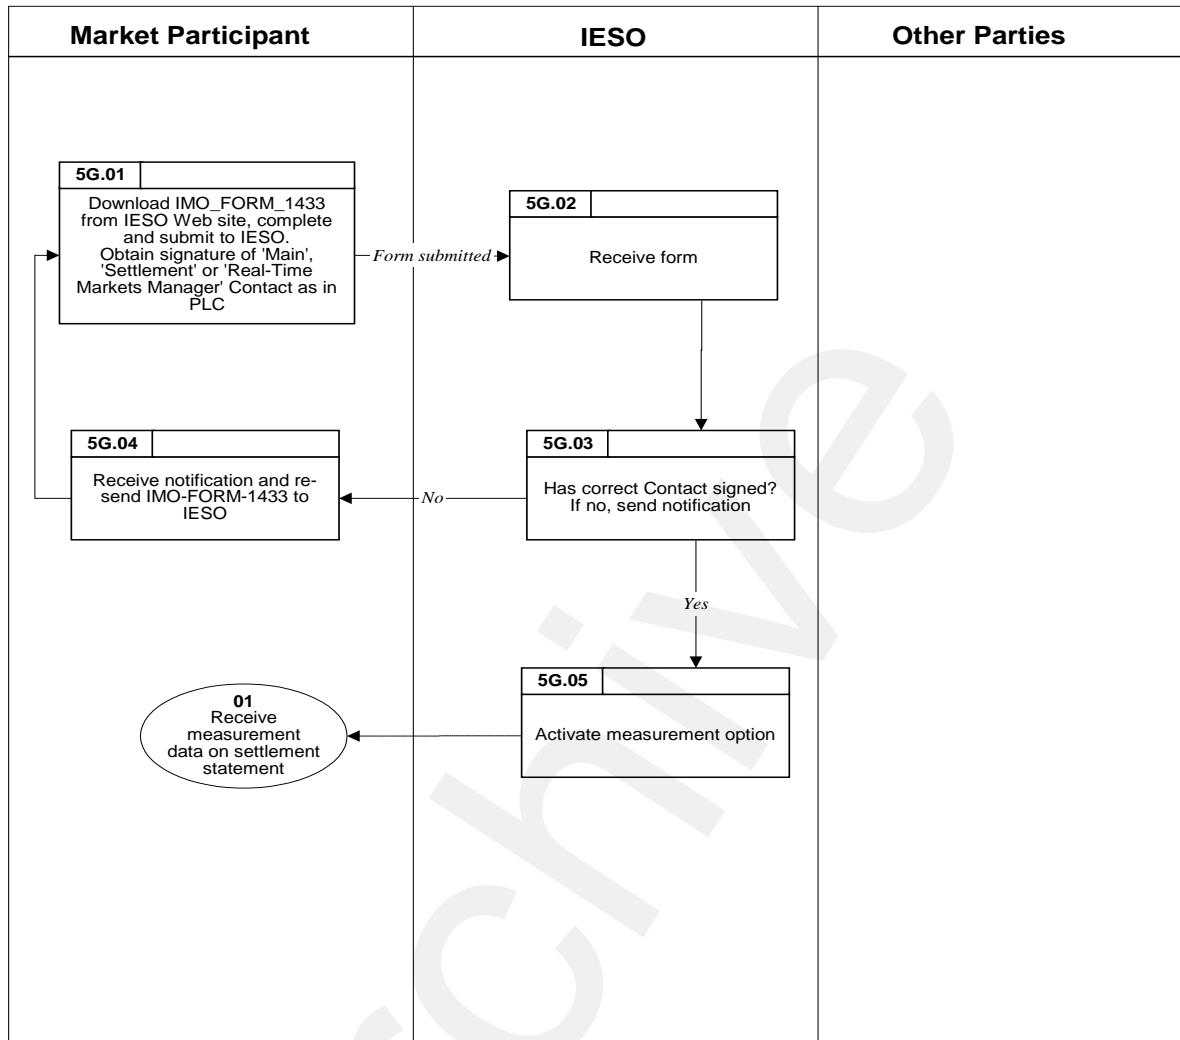 Market Participant
IESO
Other Parties
5G.01
Download IMO_FORM_1433
from IESO Web site, complete
and submit to IESO.
Obtain signature of 'Main',
'Settlement' or 'Real-Time
Markets Manager' Contact as in
PLC
Form submitted
5G.02
Receive form
5G.04
Receive notification and re-
send IMO-FORM-1433 to
IESO
No
5G.03
Has correct Contact signed?
If no, send notification
Yes
5G.05
Activate measurement option
01
Receive
measurement
data on settlement
statement